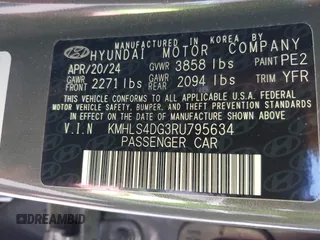 MANUFACTURED IN KOREA BY
HYUNDAI MOTOR COMPANY
APR/20/24 GVWR 3858 lbs PAINT PE2
GAWR FRONT 2271 lbs GAWR REAR 2094 lbs TRIM YFR
THIS VEHICLE CONFORMS TO ALL APPLICABLE U.S.A. FEDERAL MOTOR
VEHICLE SAFETY, BUMPER, AND THEFT PREVENTION STANDARDS IN
EFFECT ON THE DATE OF MANUFACTURE SHOWN ABOVE.
V.I.N KMHLS4DG3RU795634
PASSENGER CAR
DREAMBID